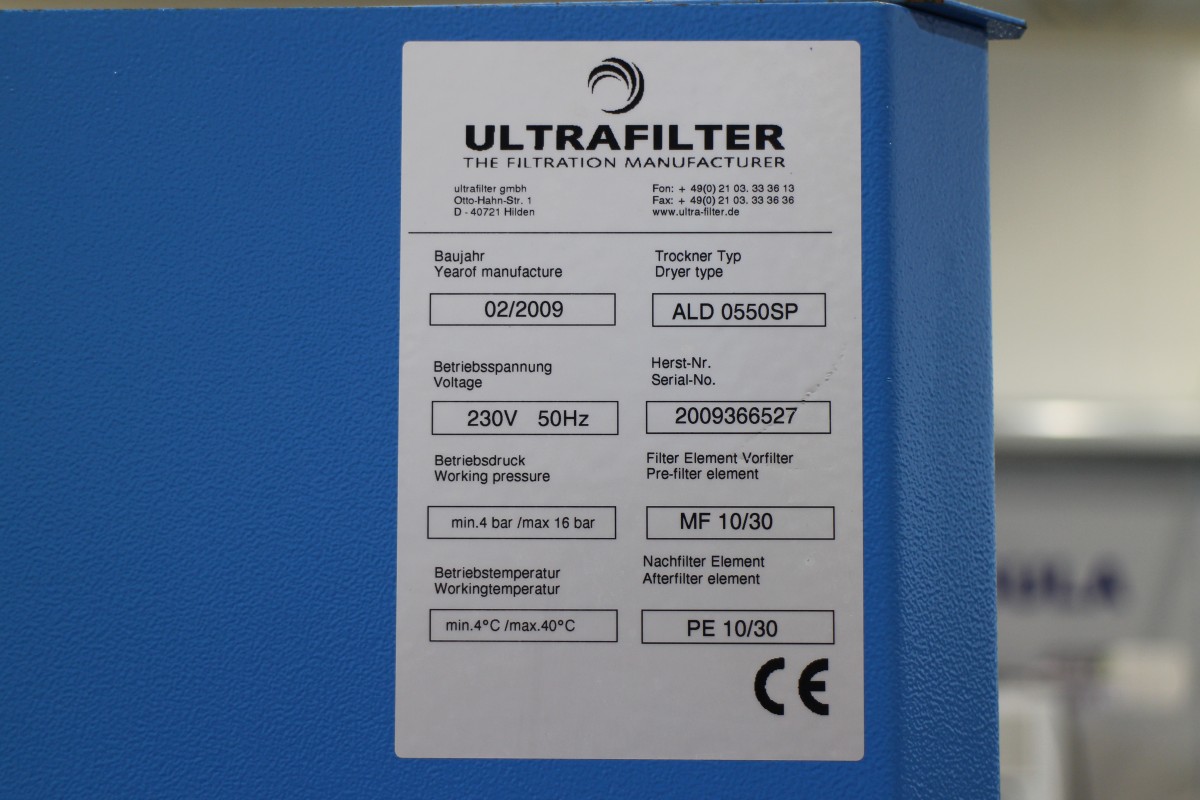 ULTRAFILTER
THE FILTRATION MANUFACTURER
ultrafilter gmbh
Otto-Hahn-Str. 1
D - 40721 Hilden
Fon: + 49(0) 21 03. 33 36 13
Fax: + 49(0) 21 03. 33 36 36
www.ultra-filter.de
Baujahr
Yearof manufacture
02/2009
Trockner Typ
Dryer type
ALD 0550SP
Betriebsspannung
Voltage
230V 50Hz
Herst-Nr.
Serial-No.
2009366527
Betriebsdruck
Working pressure
min.4 bar /max 16 bar
Filter Element Vorfilter
Pre-filter element
MF 10/30
Betriebstemperatur
Workingtemperatur
min.4°C /max.40°C
Nachfilter Element
Afterfilter element
PE 10/30
CE